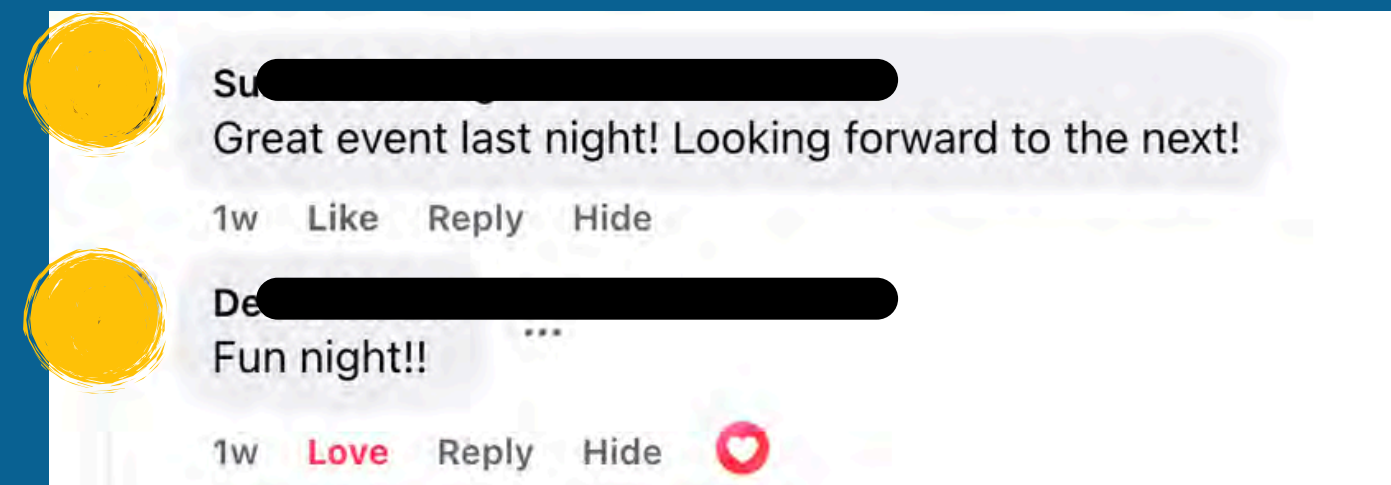 Su
Great event last night! Looking forward to the next!
1w Like Reply Hide
De
...
Fun night!!
1w Love Reply Hide